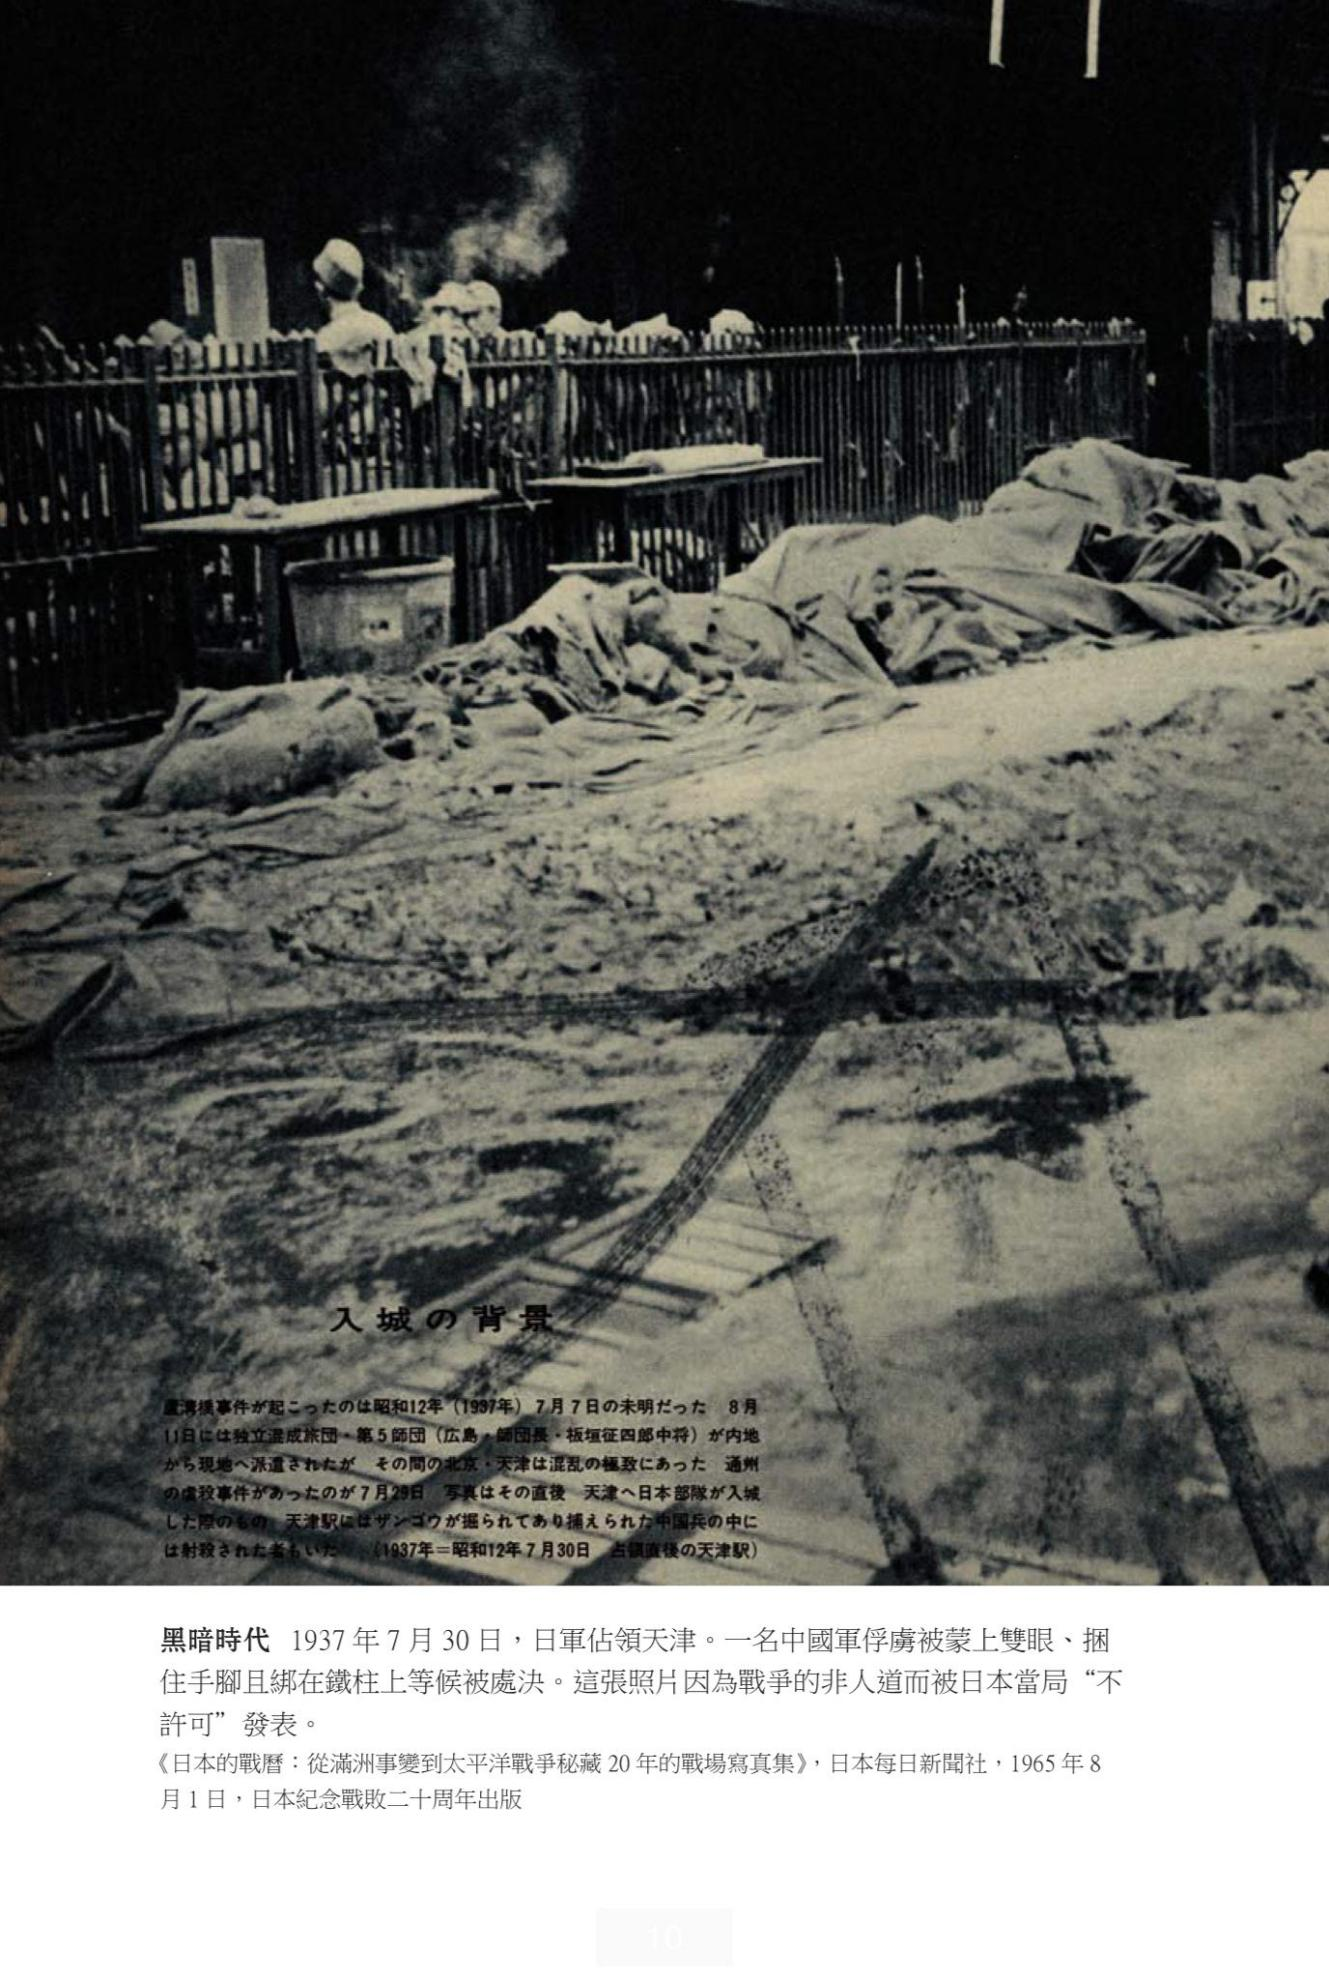 入城の背景
蘆溝橋事件が起こったのは昭和12年（1937年）7月7日の未明だった　8月
11日には独立混成旅団・第5師団（広島・師団長・板垣征四郎中将）が内地
から現地へ派遣されたが　その間の北京・天津は混乱の極致にあった　通州
の虐殺事件があったのが7月29日　写真はその直後　天津へ日本部隊が入城
した際のもの　天津駅にはザンゴウが掘られてあり捕えられた中国兵の中に
は射殺された者もいた　（1937年＝昭和12年7月30日　占領直後の天津駅）
黑暗時代 1937年7月30日，日軍佔領天津。一名中國軍俘虜被蒙上雙眼、捆
住手腳且綁在鐵柱上等候被處決。這張照片因為戰爭的非人道而被日本當局“不
許可”發表。
《日本的戰曆：從滿洲事變到太平洋戰爭秘藏20年的戰場寫真集》，日本每日新聞社，1965年8
月1日，日本紀念戰敗二十周年出版
10